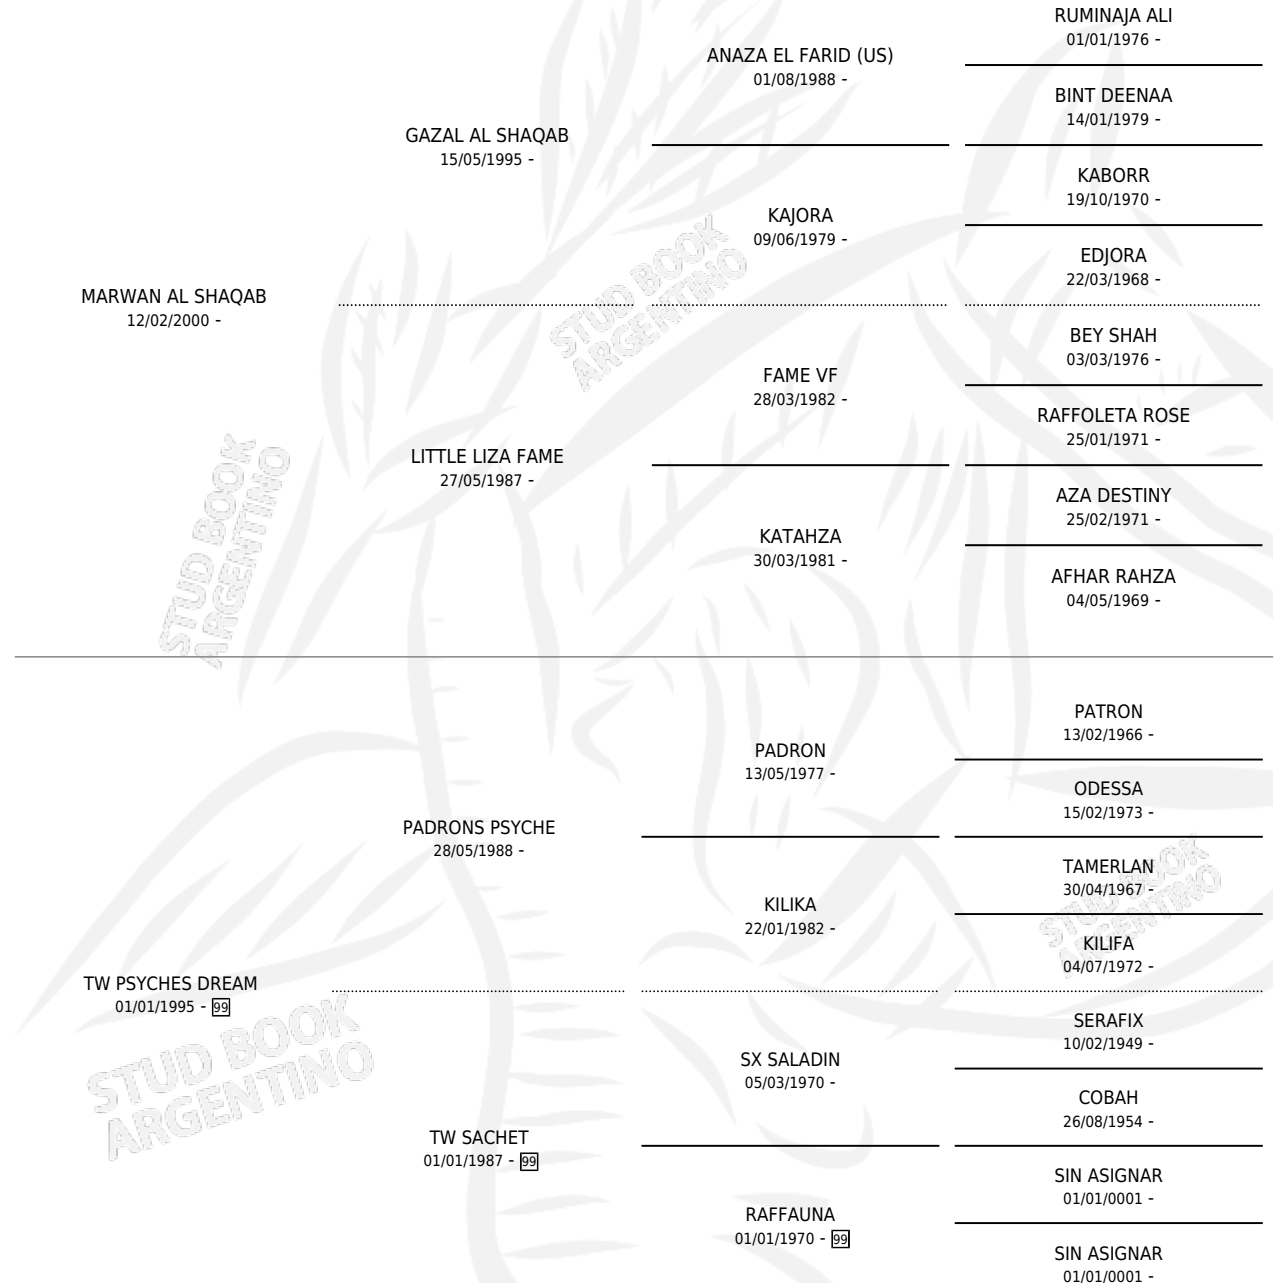 RUMINAJA ALI
01/01/1976 -
ANAZA EL FARID (US)
01/08/1988 -
BINT DEENAA
14/01/1979 -
GAZAL AL SHAQAB
15/05/1995 -
KABORR
19/10/1970 -
KAJORA
09/06/1979 -
EDJORA
22/03/1968 -
MARWAN AL SHAQAB
12/02/2000 -
BEY SHAH
03/03/1976 -
FAME VF
28/03/1982 -
RAFFOLETA ROSE
25/01/1971 -
LITTLE LIZA FAME
27/05/1987 -
AZA DESTINY
25/02/1971 -
KATAHZA
30/03/1981 -
AFHAR RAHZA
04/05/1969 -
PATRON
13/02/1966 -
PADRON
13/05/1977 -
ODESSA
15/02/1973 -
PADRONS PSYCHE
28/05/1988 -
TAMERLAN
30/04/1967 -
KILIKA
22/01/1982 -
KILIFA
04/07/1972 -
TW PSYCHES DREAM
01/01/1995 - 99
SERAFIX
10/02/1949 -
SX SALADIN
05/03/1970 -
COBAH
26/08/1954 -
TW SACHET
01/01/1987 - 99
SIN ASIGNAR
01/01/0001 -
RAFFAUNA
01/01/1970 - 99
SIN ASIGNAR
01/01/0001 -
STUD BOOK
ARGENTINO
STUD BOOK
ARGENTINO
STUD BOOK
ARGENTINO
STUD BOOK
ARGENTINO